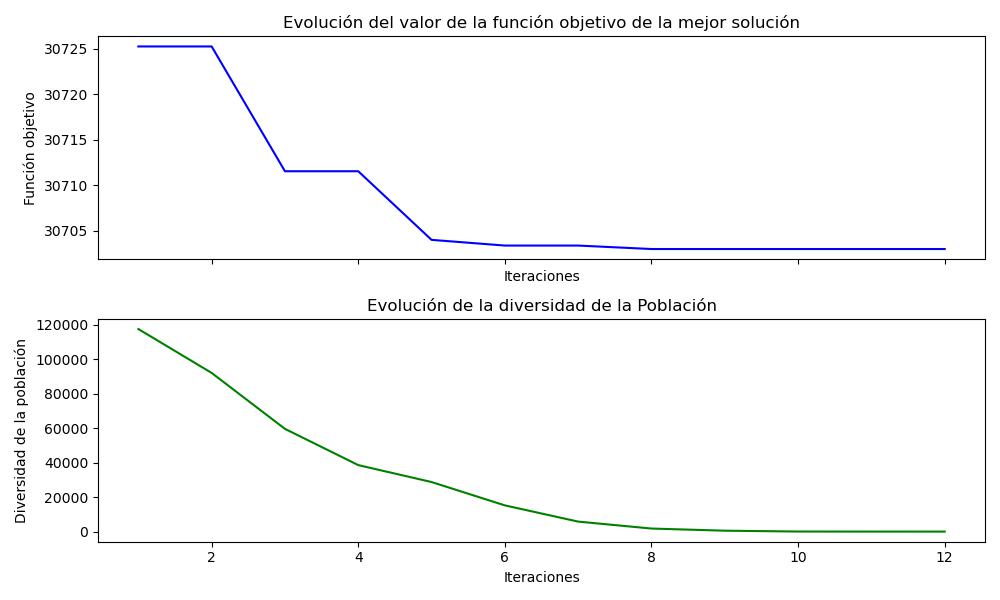 Evolución del valor de la función objetivo de la mejor solución
Función objetivo
30725
30720
30715
30710
30705
Iteraciones
Evolución de la diversidad de la Población
Diversidad de la población
120000
100000
80000
60000
40000
20000
0
2 4 6 8 10 12
Iteraciones